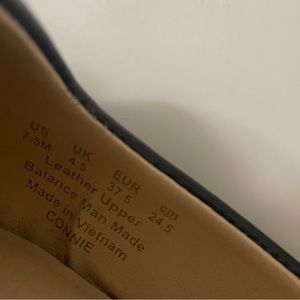 US UK EUR cm
7.5M 4.5 37.5 24.5
Leather Upper
Balance Man Made
Made in Vietnam
CONNIE